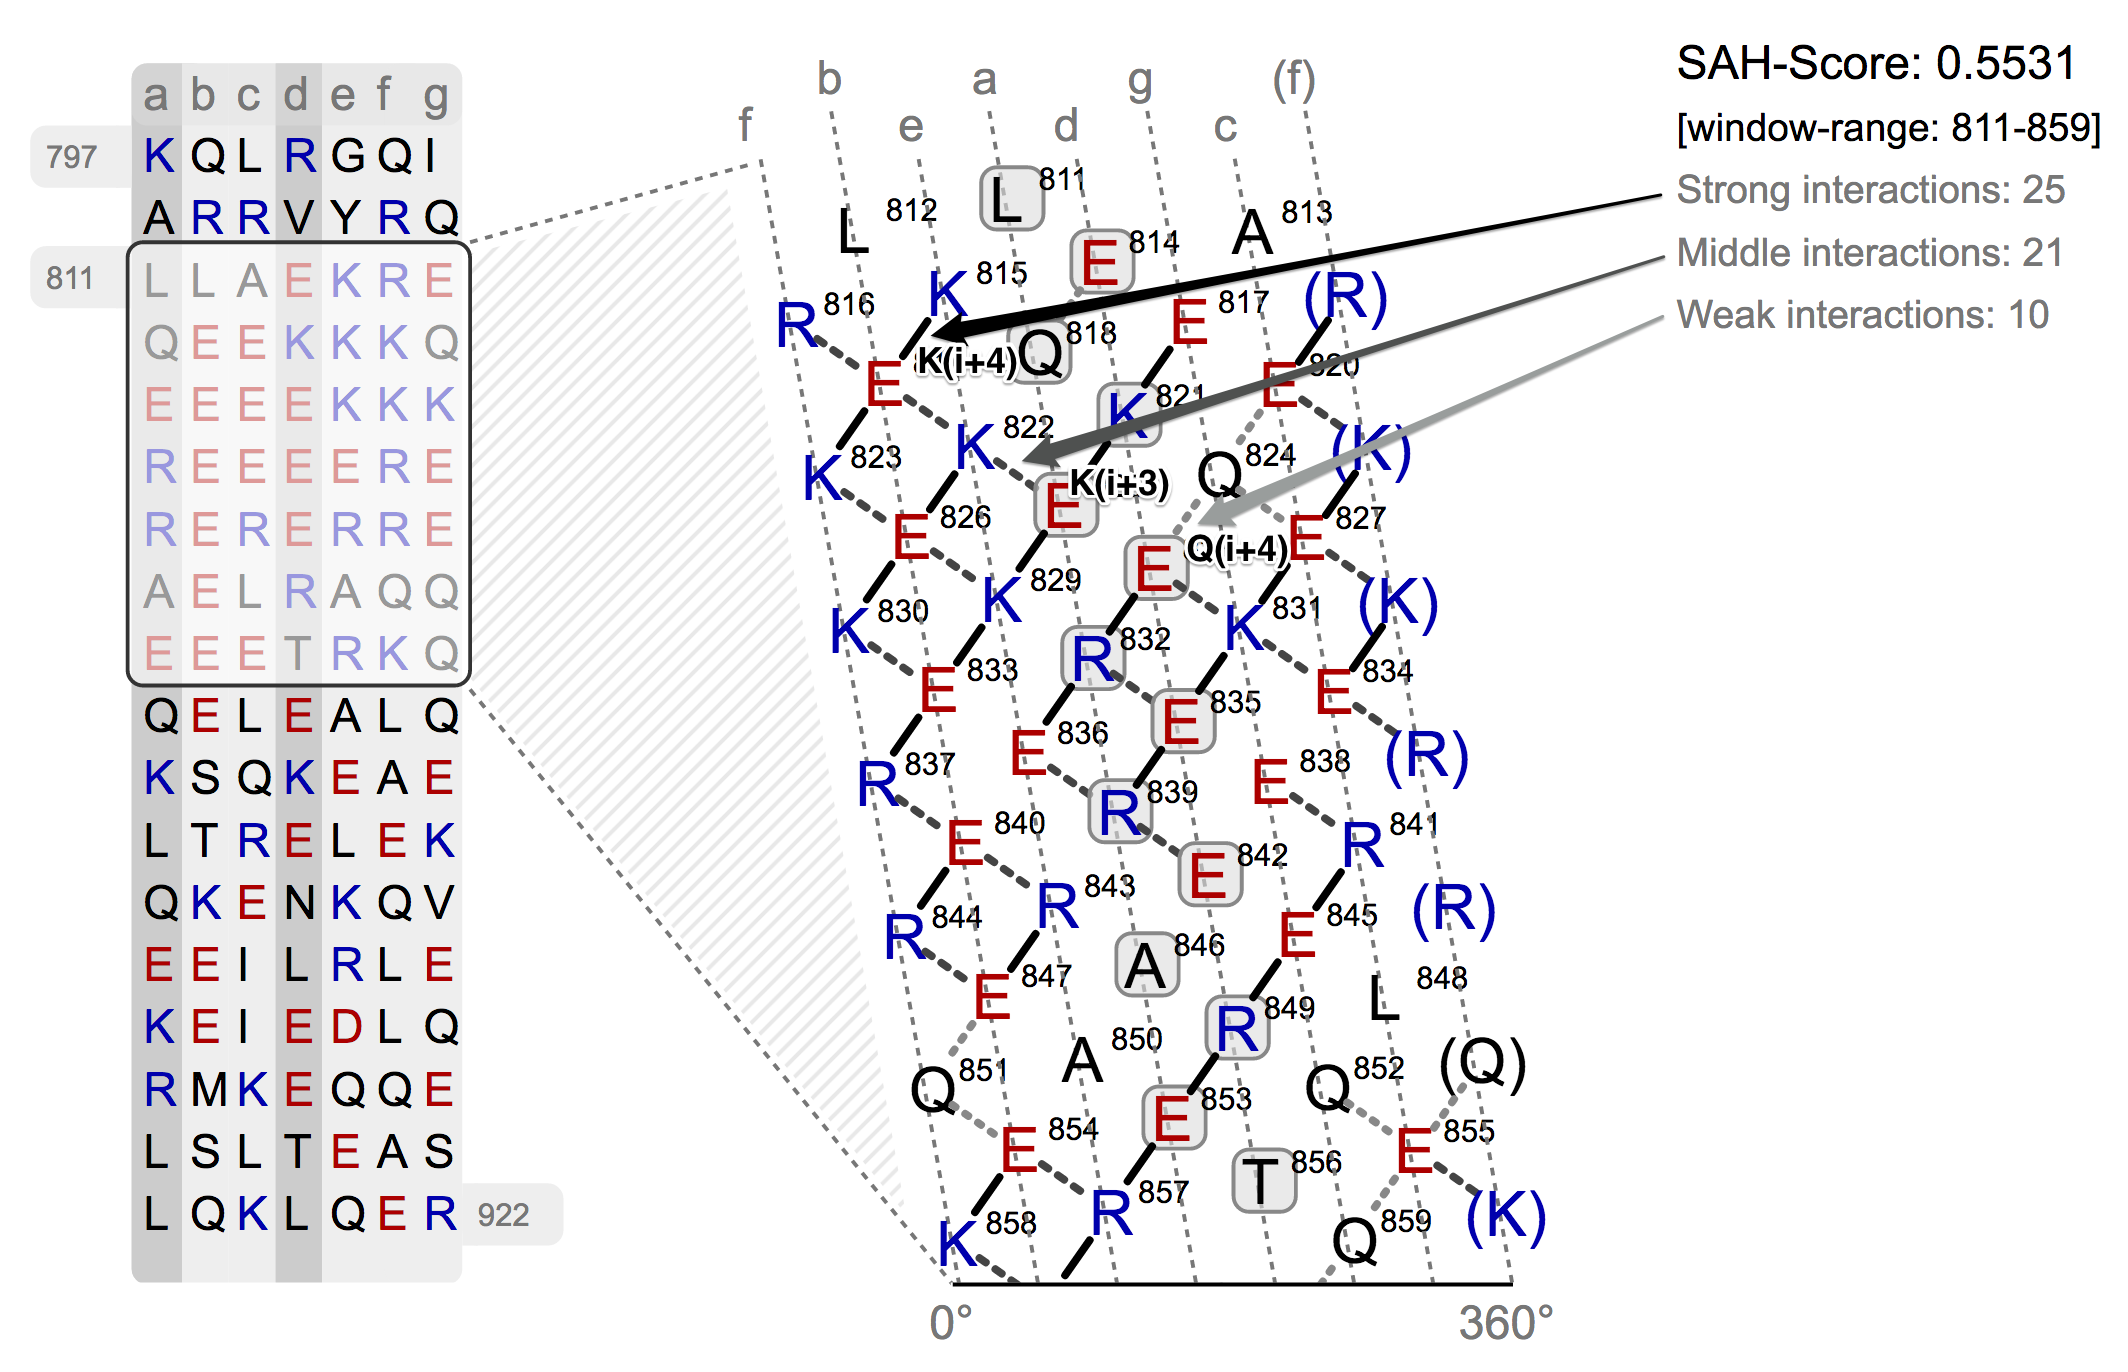 a b c d e f g
797 K Q L R G Q I
A R R V Y R Q
811 L L A E K R E
Q E E K K K Q
E E E E K K K
R E E E E R E
R E R E R R E
A E L R A Q Q
E E E T R K Q
Q E L E A L Q
K S Q K E A E
L T R E L E K
Q K E N K Q V
E E I L R L E
K E I E D L Q
R M K E Q Q E
L S L T E A S
L Q K L Q E R 922
b a g (f)
f e d c
L 811
L 812 A 813
E 814
K 815 (R)
R 816 E 817
Q 818
K(i+4)
E E 820
K 821
K 822 (K)
K 823 Q 824
E K(i+3)
E 826 E 827
E Q(i+4)
K 829 (K)
K 830 K 831
R 832
E 833 E 834
E 835
E 836 (R)
R 837 E 838
R 839
E 840 R 841
E 842
R 843 (R)
R 844 E 845
A 846
E 847 L 848
R 849
A 850 (Q)
Q 851 Q 852
E 853
E 854 E 855
T 856
R 857 (K)
K 858 Q 859
0° 360°
SAH-Score: 0.5531
[window-range: 811-859]
Strong interactions: 25
Middle interactions: 21
Weak interactions: 10